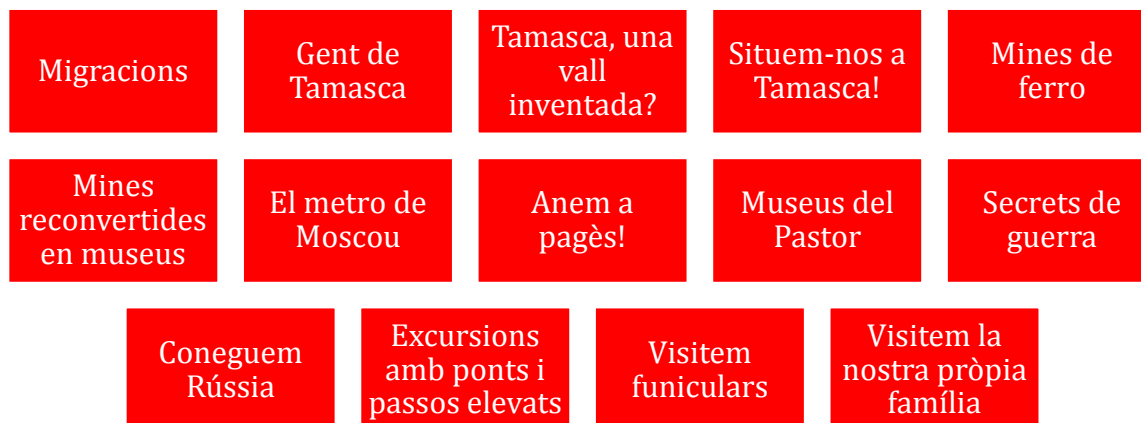 Migracions
Gent de
Tamasca
Tamasca, una
vall
inventada?
Situem-nos a
Tamasca!
Mines de
ferro
Mines
reconvertides
en museus
El metro de
Moscou
Anem a
pagès!
Museus del
Pastor
Secrets de
guerra
Coneguem
Rússia
Excursions
amb ponts i
passos elevats
Visitem
funiculars
Visitem la
nostra pròpia
família